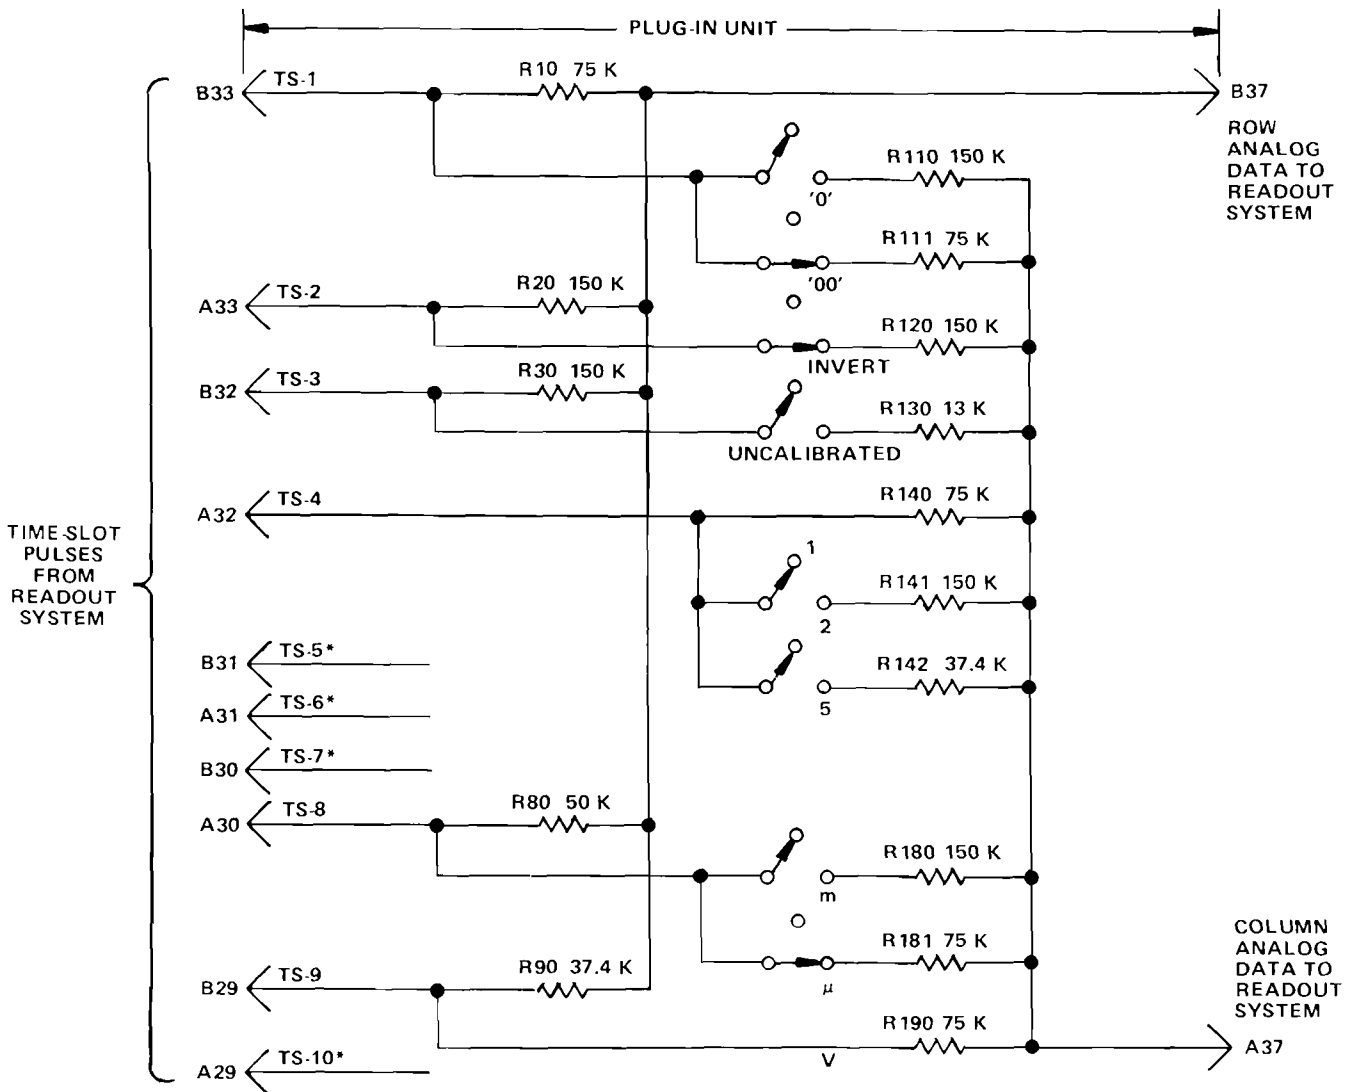 PLUG-IN UNIT
B33 TS-1 R10 75 K B37
ROW
ANALOG
DATA TO
READOUT
SYSTEM
R110 150 K
'0'
R111 75 K
'00'
A33 TS-2 R20 150 K
R120 150 K
INVERT
B32 TS-3 R30 150 K
R130 13 K
UNCALIBRATED
A32 TS-4 R140 75 K
TIME-SLOT
PULSES
FROM
READOUT
SYSTEM
1
R141 150 K
2
B31 TS-5*
R142 37.4 K
5
A31 TS-6*
B30 TS-7*
A30 TS-8 R80 50 K
R180 150 K
m
R181 75 K
μ
B29 TS-9 R90 37.4 K
COLUMN
ANALOG
DATA TO
READOUT
SYSTEM
R190 75 K
V
A37
A29 TS-10*